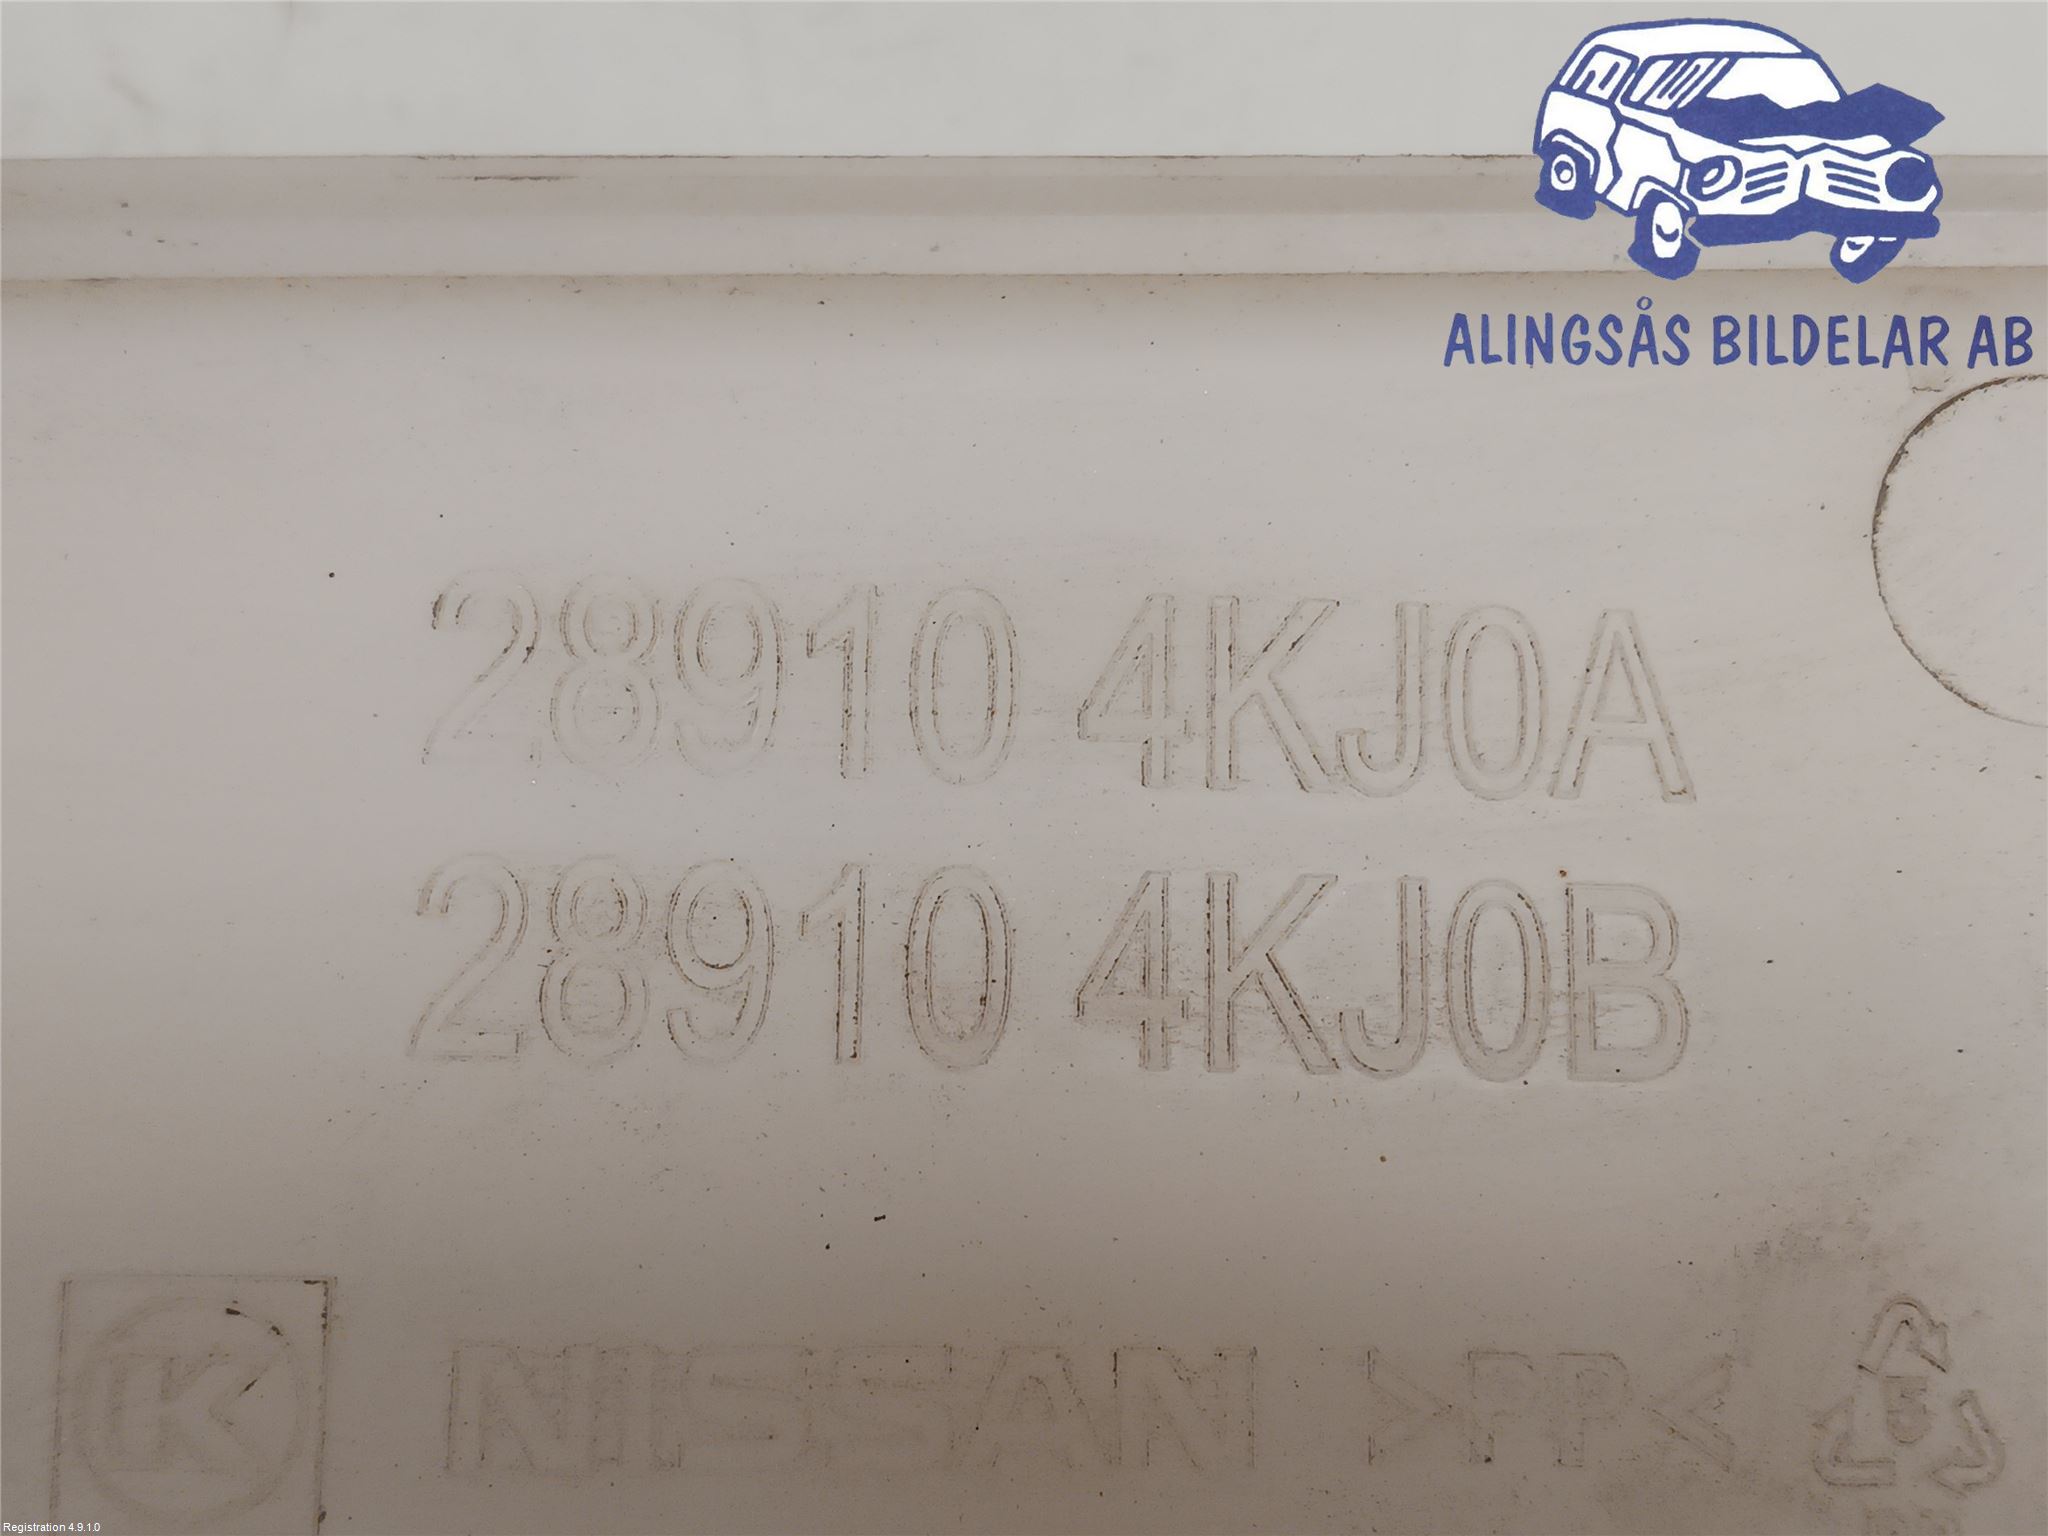 ALINGSÅS BILDELAR AB
28910 4KJ0A
28910 4KJ0B
K NISSAN >PP<
Registration 4.9.1.0